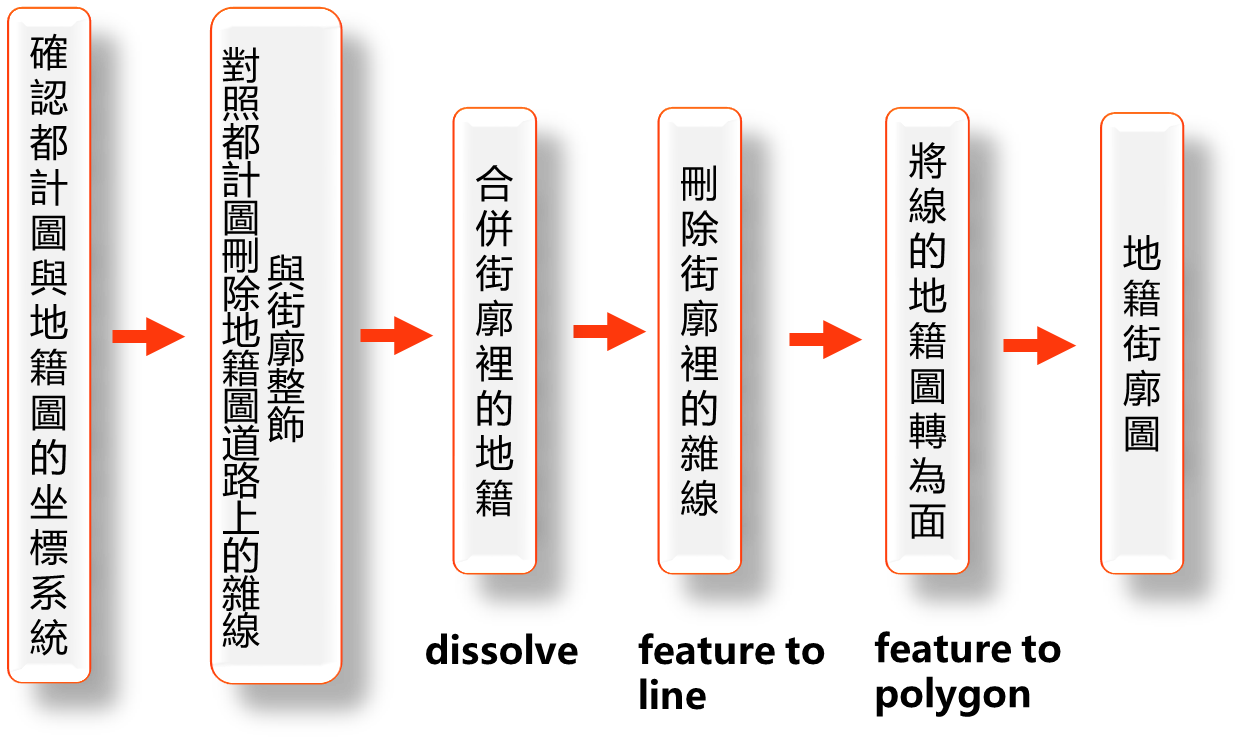 確認都計圖與地籍圖的坐標系統
對照都計圖刪除地籍圖道路上的雜線
與街廓整飾
合併街廓裡的地籍
刪除街廓裡的雜線
將線的地籍圖轉為面
地籍街廓圖
dissolve
feature to
line
feature to
polygon